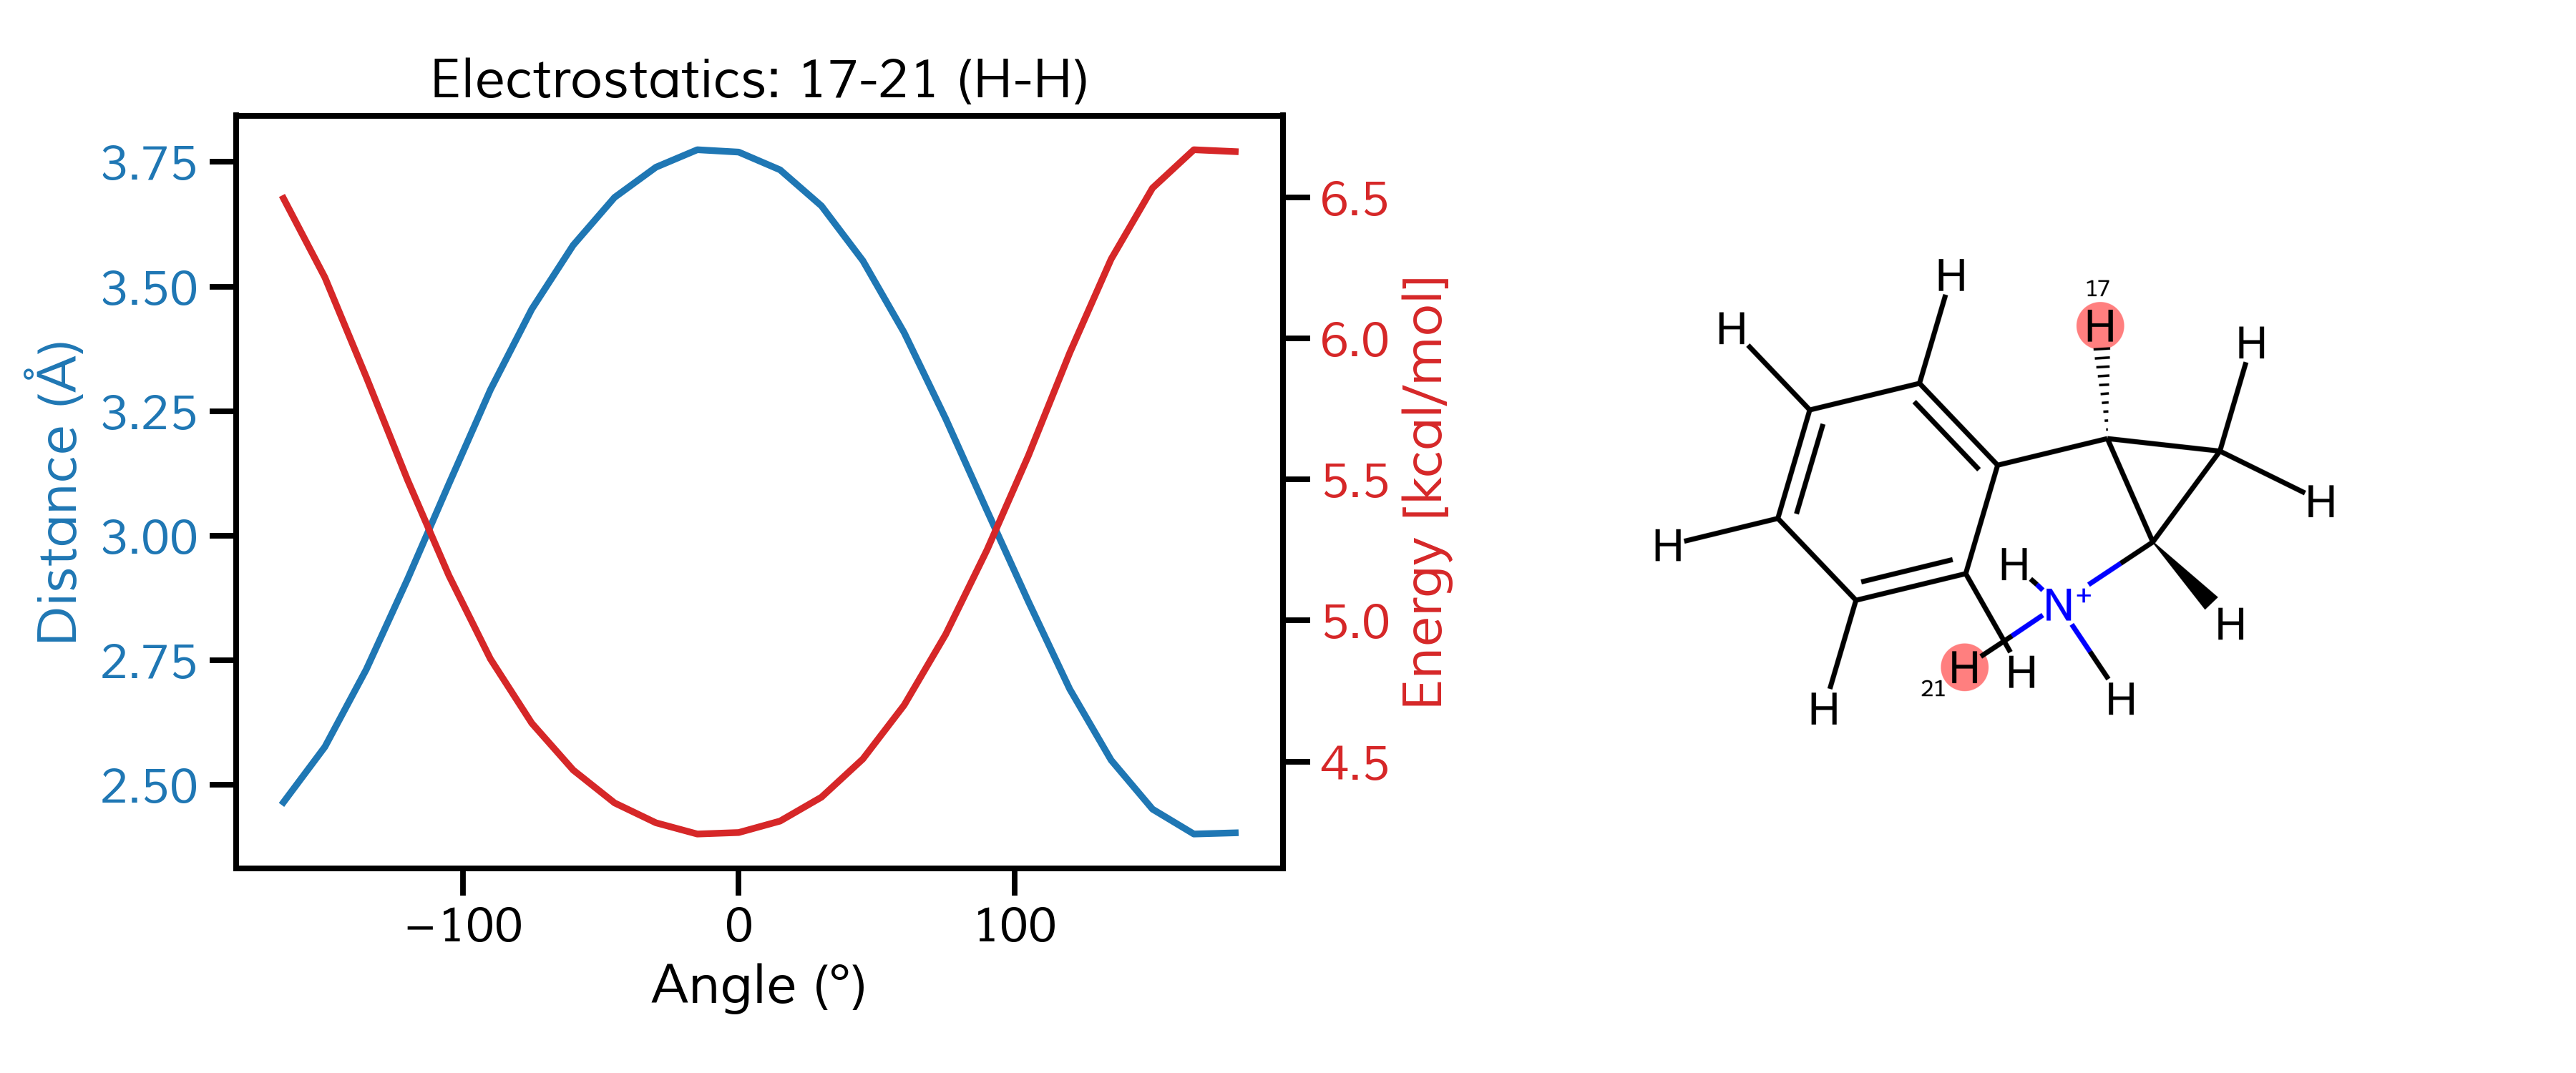 Electrostatics: 17-21 (H-H)
Distance (Å)
3.75
3.50
3.25
3.00
2.75
2.50
6.5
6.0
5.5
5.0
4.5
Energy [kcal/mol]
−100 0 100
Angle (°)
H
17
H
H
H
H
H
H
H
N+
H
H
21
H
H
H